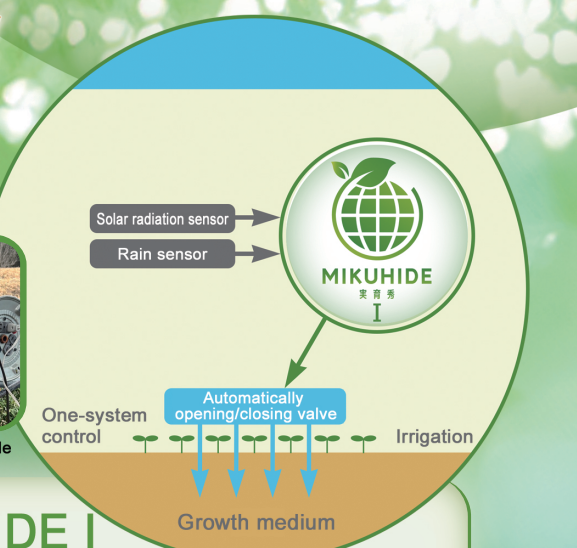 Solar radiation sensor
Rain sensor
MIKUHIDE
実育秀
I
Automatically
opening/closing valve
One-system
control
Irrigation
Growth medium
DE I